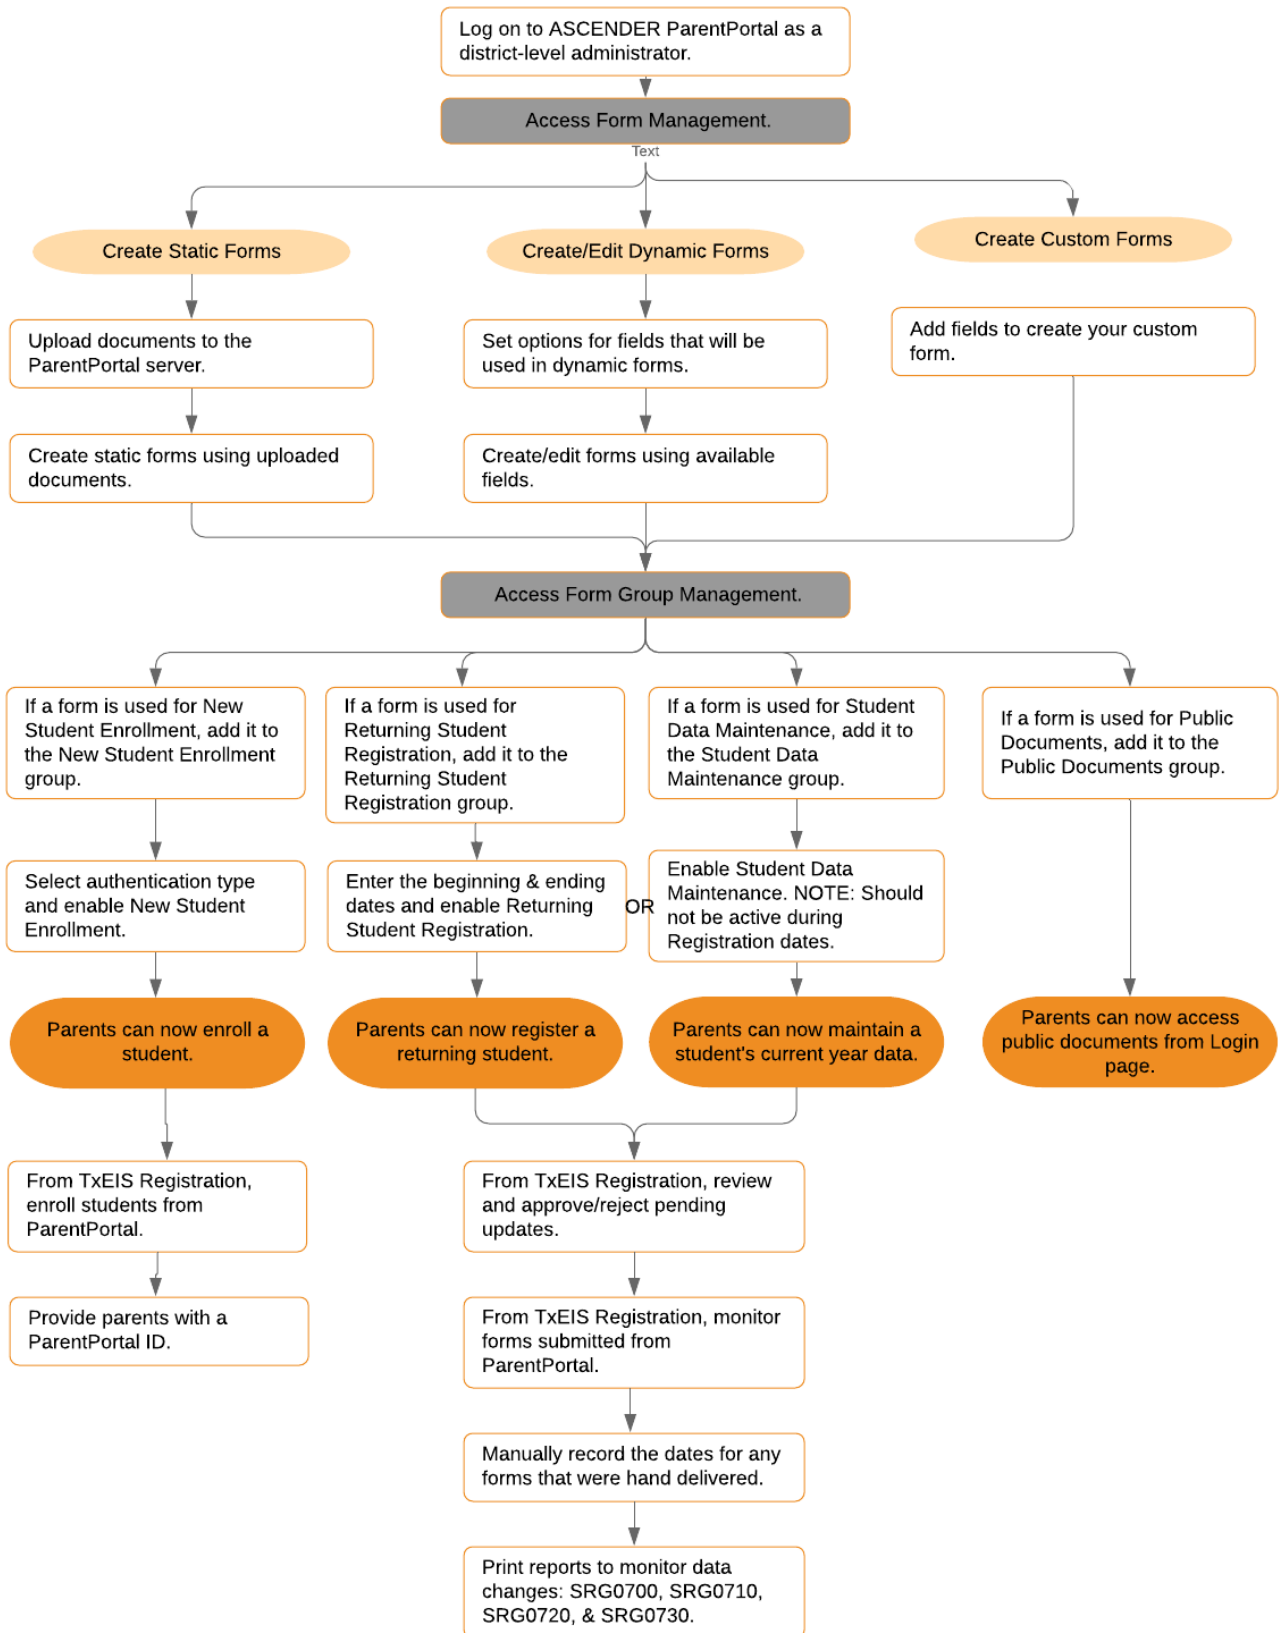 Log on to ASCENDER ParentPortal as a
district-level administrator.
Access Form Management.
Text
Create Static Forms
Create/Edit Dynamic Forms
Create Custom Forms
Upload documents to the
ParentPortal server.
Set options for fields that will be
used in dynamic forms.
Add fields to create your custom
form.
Create static forms using uploaded
documents.
Create/edit forms using available
fields.
Access Form Group Management.
If a form is used for New
Student Enrollment, add it to
the New Student Enrollment
group.
If a form is used for
Returning Student
Registration, add it to the
Returning Student
Registration group.
If a form is used for Student
Data Maintenance, add it to
the Student Data
Maintenance group.
If a form is used for Public
Documents, add it to the
Public Documents group.
Select authentication type
and enable New Student
Enrollment.
Enter the beginning & ending
dates and enable Returning
Student Registration.
OR
Enable Student Data
Maintenance. NOTE: Should
not be active during
Registration dates.
Parents can now enroll a
student.
Parents can now register a
returning student.
Parents can now maintain a
student's current year data.
Parents can now access
public documents from Login
page.
From TxEIS Registration,
enroll students from
ParentPortal.
From TxEIS Registration, review
and approve/reject pending
updates.
Provide parents with a
ParentPortal ID.
From TxEIS Registration, monitor
forms submitted from
ParentPortal.
Manually record the dates for any
forms that were hand delivered.
Print reports to monitor data
changes: SRG0700, SRG0710,
SRG0720, & SRG0730.